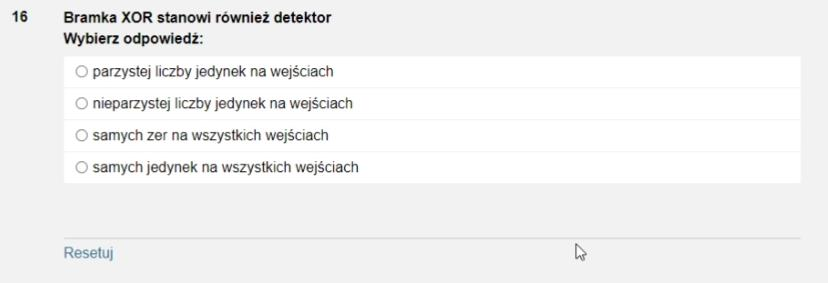 16 Bramka XOR stanowi również detektor
Wybierz odpowiedź:
parzystej liczby jedynek na wejściach
nieparzystej liczby jedynek na wejściach
samych zer na wszystkich wejściach
samych jedynek na wszystkich wejściach
Resetuj